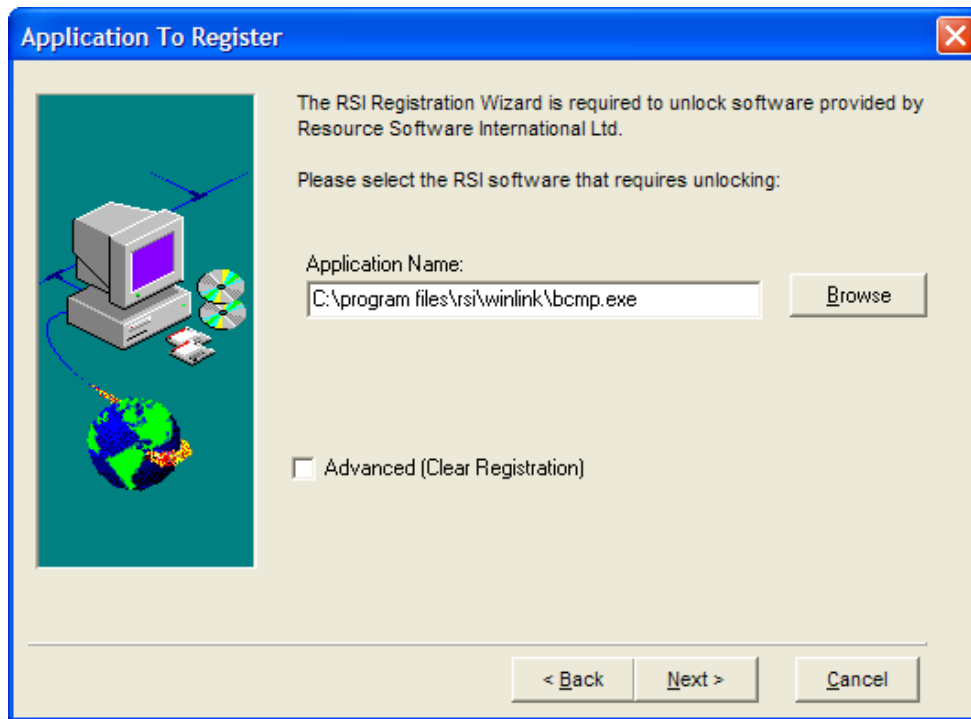 Application To Register
The RSI Registration Wizard is required to unlock software provided by
Resource Software International Ltd.
Please select the RSI software that requires unlocking:
Application Name:
C:\program files\rsi\winlink\bcmp.exe
Browse
Advanced (Clear Registration)
< Back
Next >
Cancel